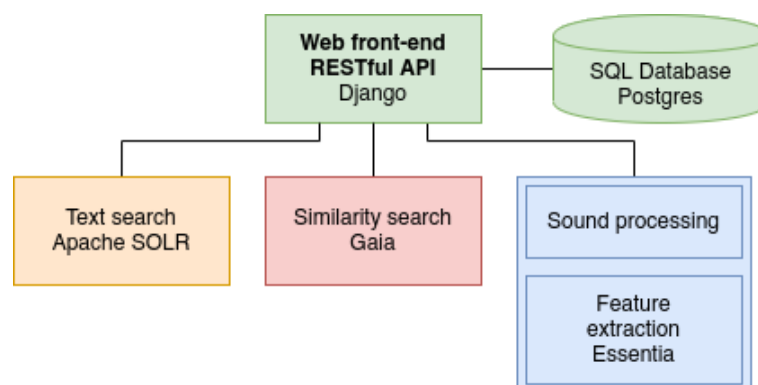 Web front-end
RESTful API
Django
SQL Database
Postgres
Text search
Apache SOLR
Similarity search
Gaia
Sound processing
Feature
extraction
Essentia